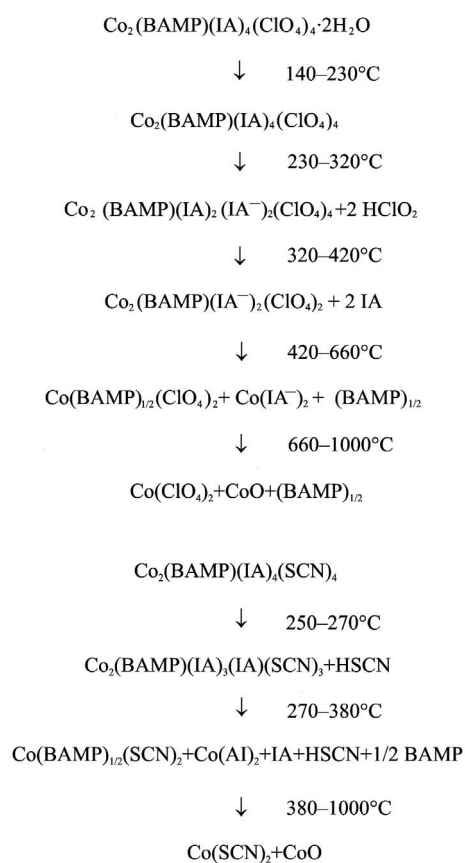 Co₂(BAMP)(IA)₄(ClO₄)₄·2H₂O
↓ 140–230°C
Co₂(BAMP)(IA)₄(ClO₄)₄
↓ 230–320°C
Co₂ (BAMP)(IA)₂ (IA⁻)₂(ClO₄)₄+2 HClO₂
↓ 320–420°C
Co₂(BAMP)(IA⁻)₂(ClO₄)₂ + 2 IA
↓ 420–660°C
Co(BAMP)₁/₂(ClO₄)₂+ Co(IA⁻)₂ + (BAMP)₁/₂
↓ 660–1000°C
Co(ClO₄)₂+CoO+(BAMP)₁/₂
Co₂(BAMP)(IA)₄(SCN)₄
↓ 250–270°C
Co₂(BAMP)(IA)₃(IA)(SCN)₃+HSCN
↓ 270–380°C
Co(BAMP)₁/₂(SCN)₂+Co(AI)₂+IA+HSCN+1/2 BAMP
↓ 380–1000°C
Co(SCN)₂+CoO